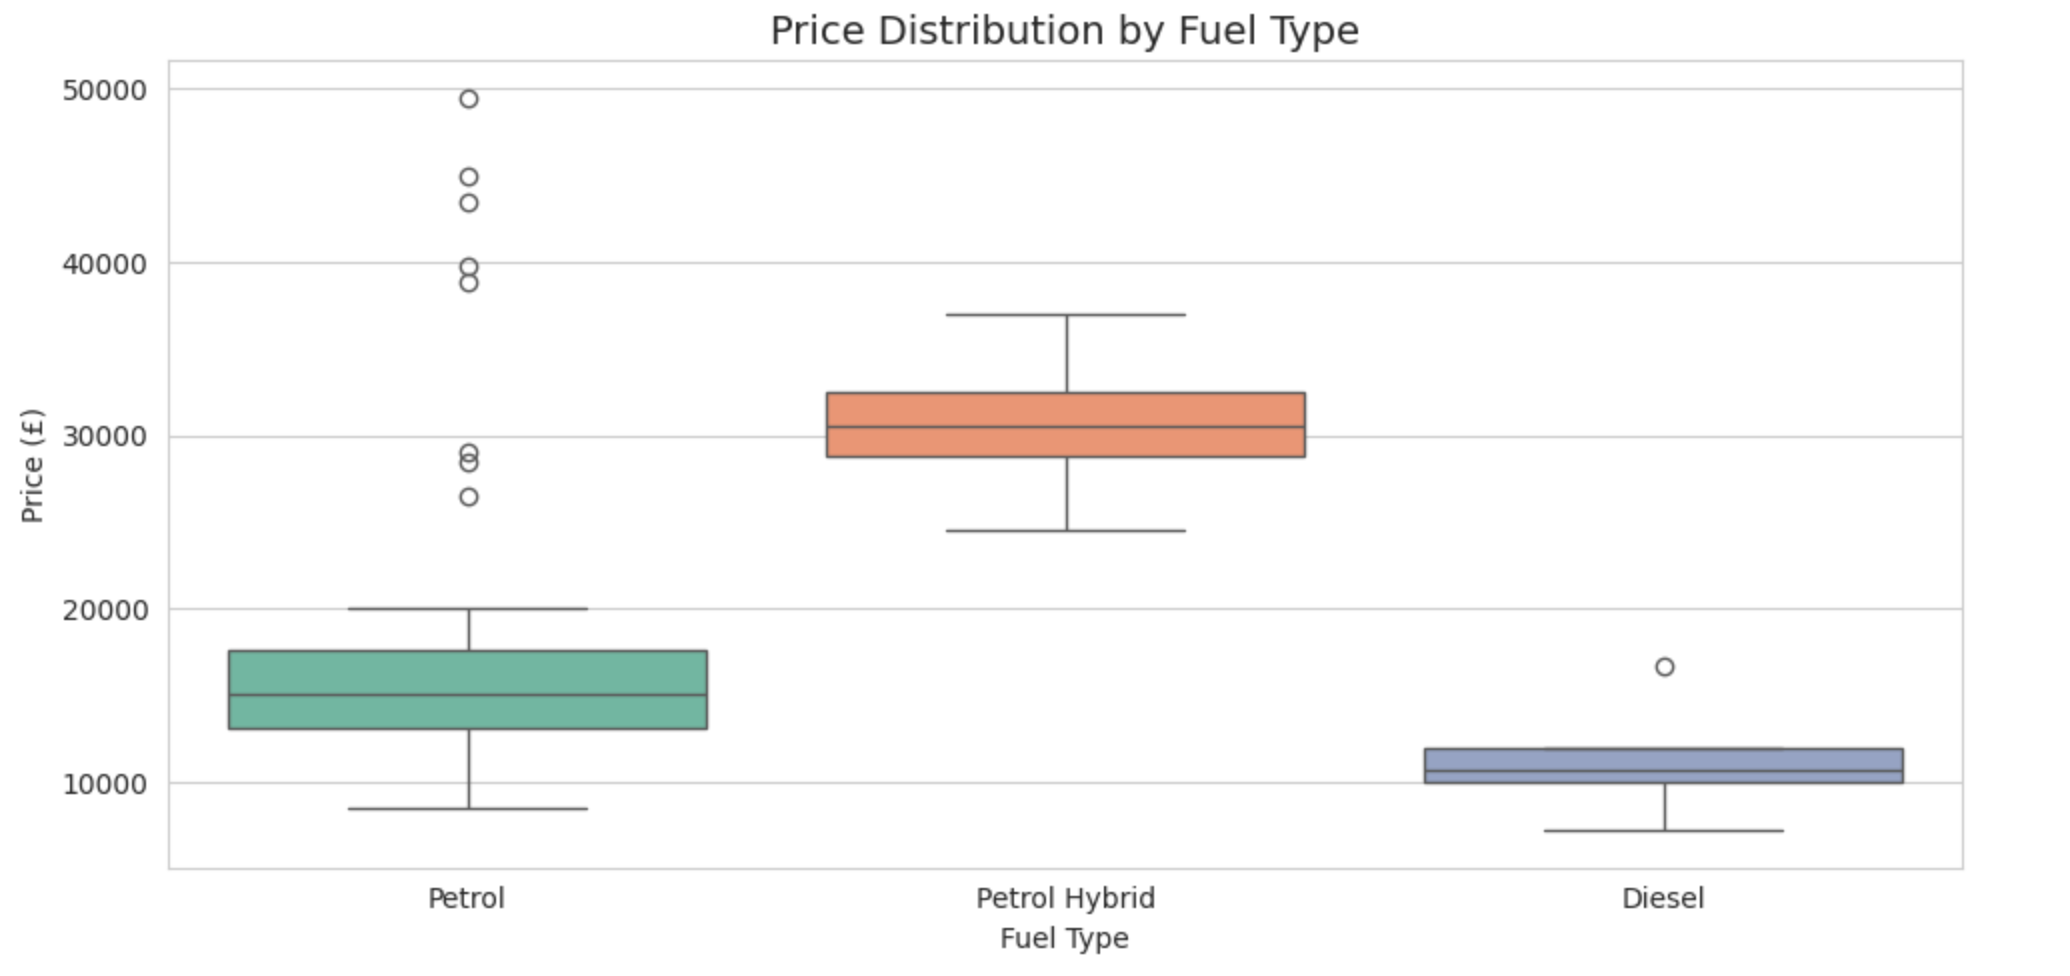 Price Distribution by Fuel Type
50000
40000
30000
20000
10000
Price (£)
Petrol
Petrol Hybrid
Diesel
Fuel Type